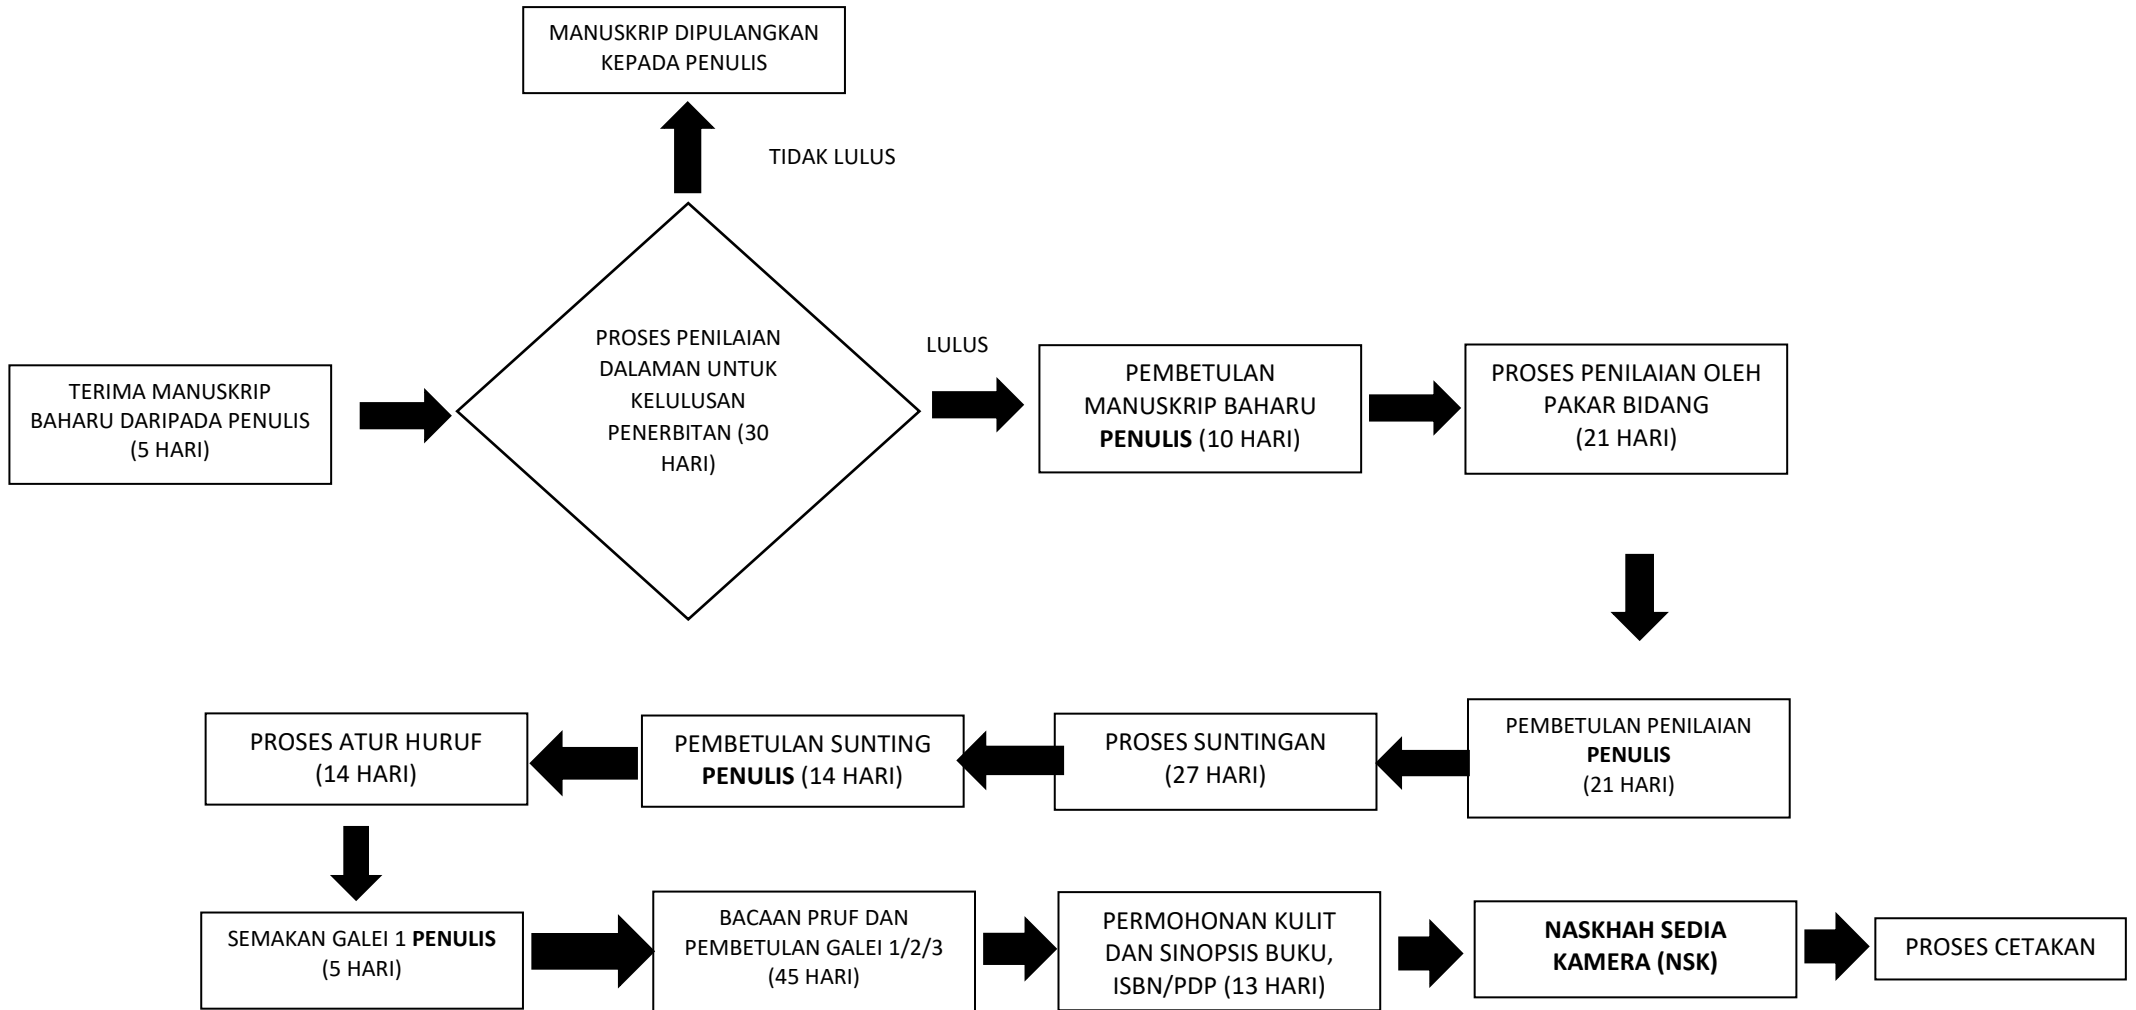 MANUSKRIP DIPULANGKAN
KEPADA PENULIS
TIDAK LULUS
TERIMA MANUSKRIP
BAHARU DARIPADA PENULIS
(5 HARI)
PROSES PENILAIAN
DALAMAN UNTUK
KELULUSAN
PENERBITAN (30
HARI)
LULUS
PEMBETULAN
MANUSKRIP BAHARU
PENULIS (10 HARI)
PROSES PENILAIAN OLEH
PAKAR BIDANG
(21 HARI)
PEMBETULAN PENILAIAN
PENULIS
(21 HARI)
PROSES SUNTINGAN
(27 HARI)
PEMBETULAN SUNTING
PENULIS (14 HARI)
PROSES ATUR HURUF
(14 HARI)
SEMAKAN GALEI 1 PENULIS
(5 HARI)
BACAAN PRUF DAN
PEMBETULAN GALEI 1/2/3
(45 HARI)
PERMOHONAN KULIT
DAN SINOPSIS BUKU,
ISBN/PDP (13 HARI)
NASKHAH SEDIA
KAMERA (NSK)
PROSES CETAKAN